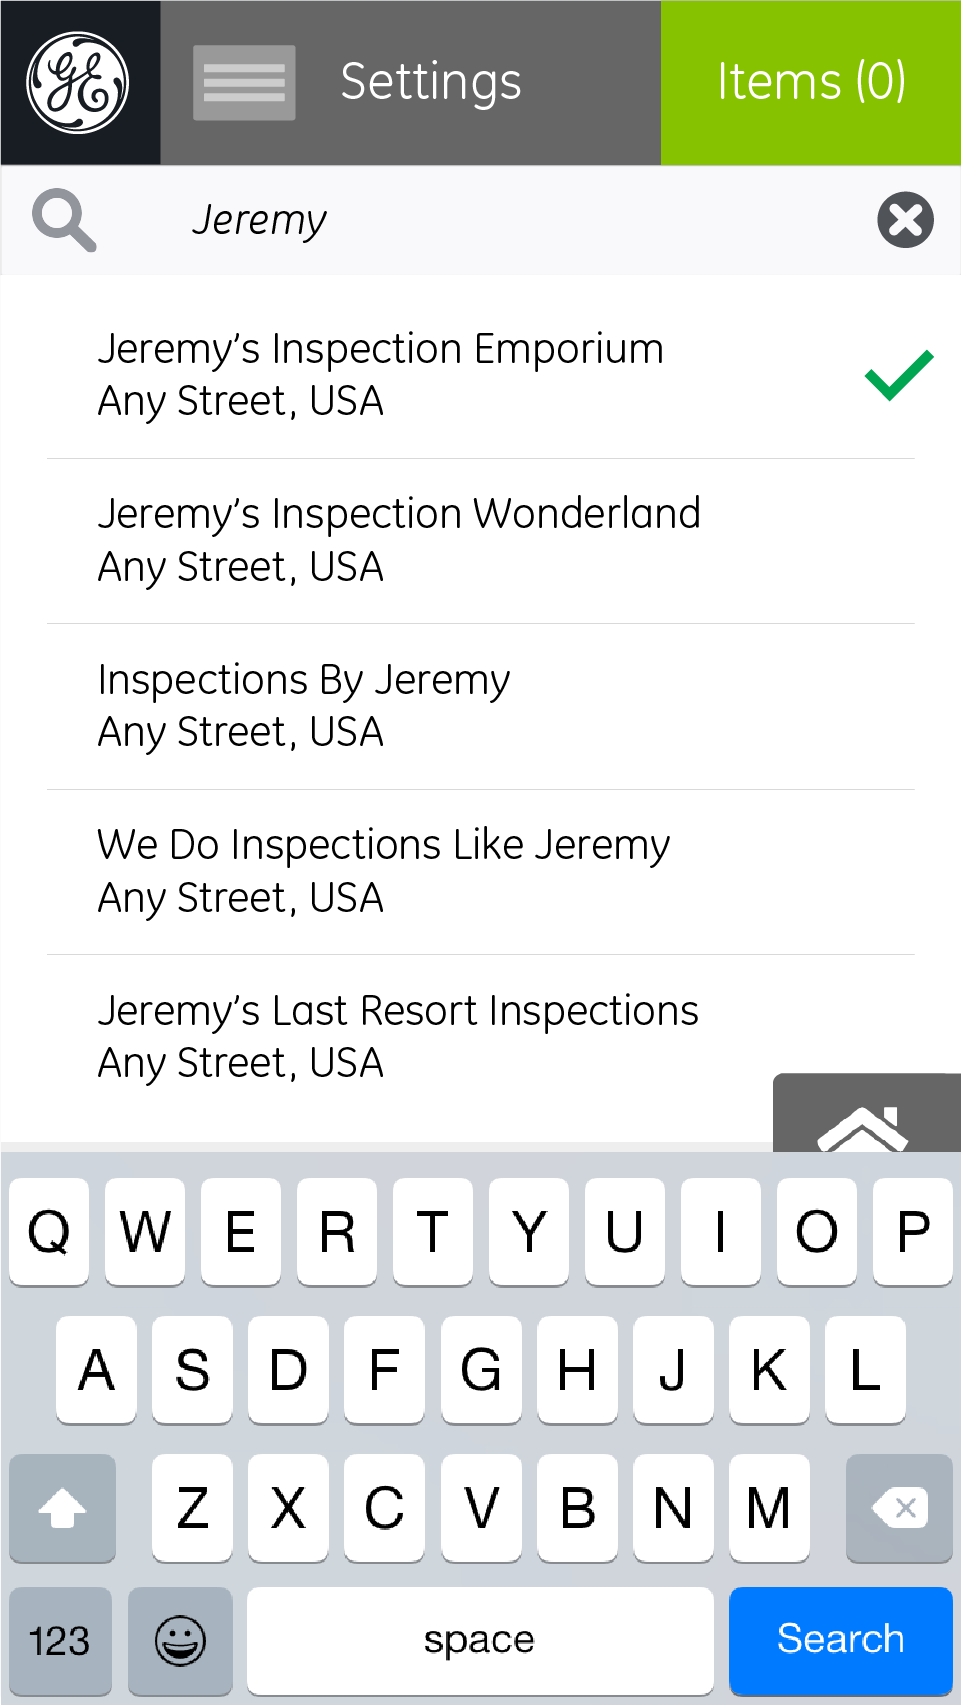 GE
Settings
Items (0)
Jeremy
Jeremy's Inspection Emporium
Any Street, USA
Jeremy's Inspection Wonderland
Any Street, USA
Inspections By Jeremy
Any Street, USA
We Do Inspections Like Jeremy
Any Street, USA
Jeremy's Last Resort Inspections
Any Street, USA
Q W E R T Y U I O P
A S D F G H J K L
Z X C V B N M
123 space Search